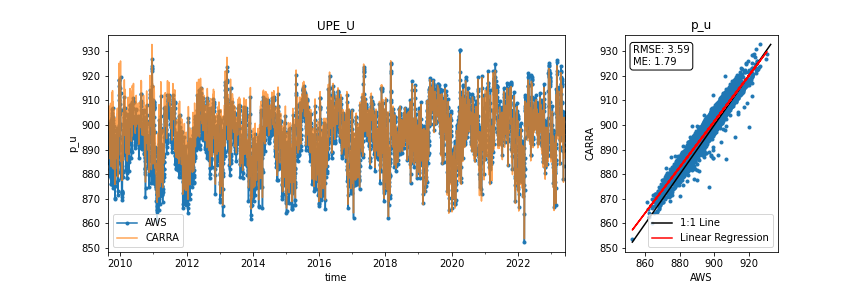 UPE_U
p_u
930
920
910
900
890
880
870
860
850
p_u
AWS
CARRA
2010
2012
2014
2016
2018
2020
2022
time
p_u
RMSE: 3.59
ME: 1.79
930
920
910
900
890
880
870
860
850
CARRA
1:1 Line
Linear Regression
860
880
900
920
AWS